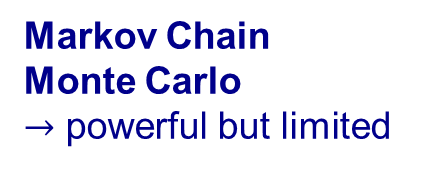 Markov Chain
Monte Carlo
→ powerful but limited